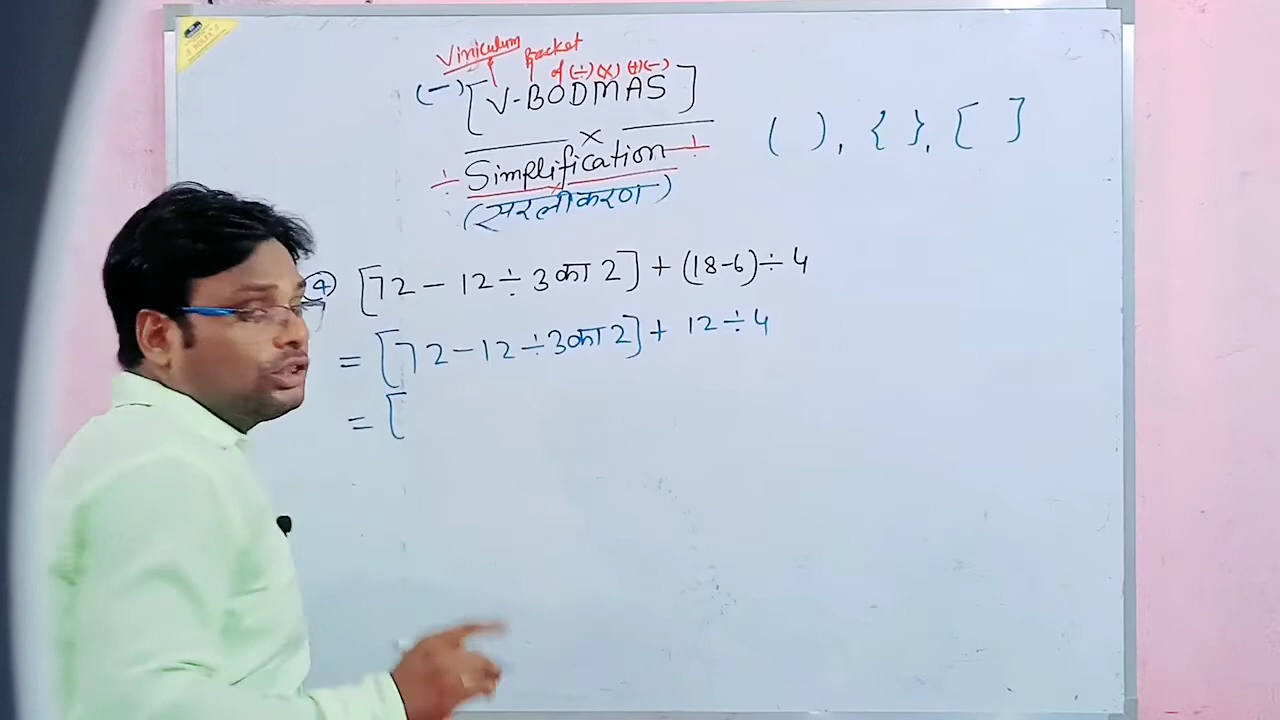 Viniculum Bracket
of (÷) (×) (+) (−)
(−) [V-BODMAS]
×
÷ Simplification ÷
(सरलीकरण)
( ), { }, [ ]
④ [72 − 12 ÷ 3 का 2] + (18-6) ÷ 4
= [72 − 12 ÷ 3 का 2] + 12 ÷ 4
= [